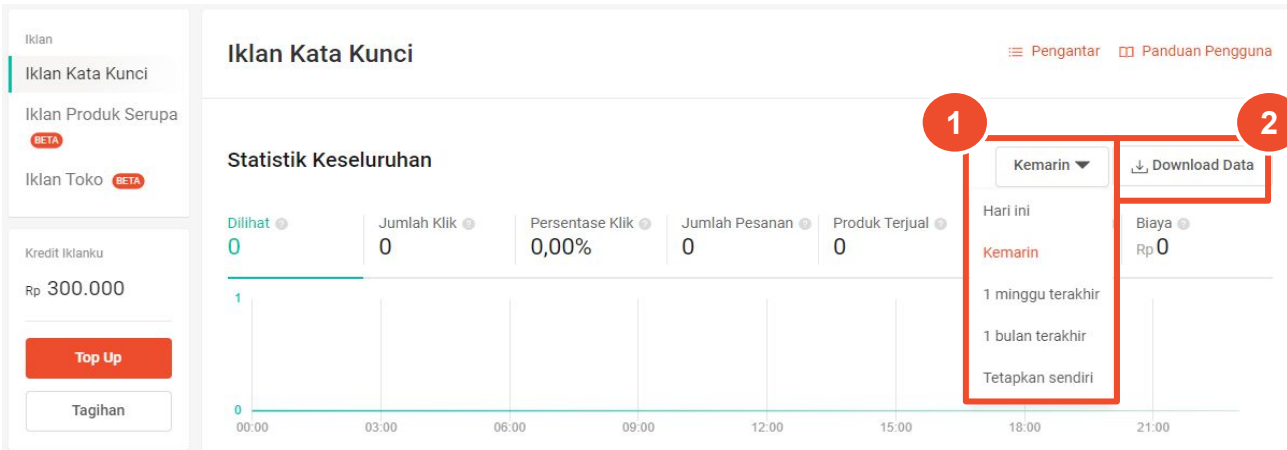 Iklan
Iklan Kata Kunci
Iklan Produk Serupa
BETA
Iklan Toko BETA
Kredit Iklanku
Rp 300.000
Top Up
Tagihan
Iklan Kata Kunci
Pengantar
Panduan Pengguna
1
2
Statistik Keseluruhan
Kemarin
Download Data
Hari ini
Kemarin
1 minggu terakhir
1 bulan terakhir
Tetapkan sendiri
Dilihat
0
Jumlah Klik
0
Persentase Klik
0,00%
Jumlah Pesanan
0
Produk Terjual
0
Biaya
Rp 0
1
0
00:00 03:00 06:00 09:00 12:00 15:00 18:00 21:00